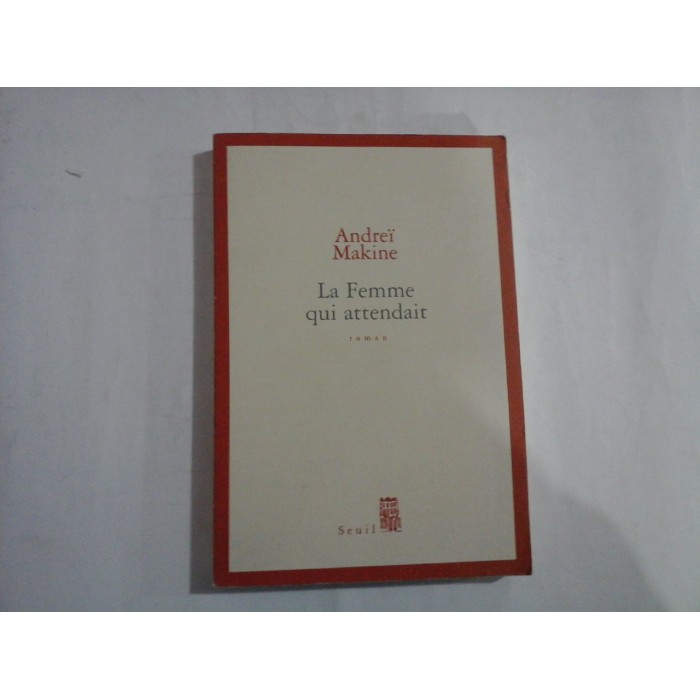 Andreï
Makine
La Femme
qui attendait
roman
Seuil